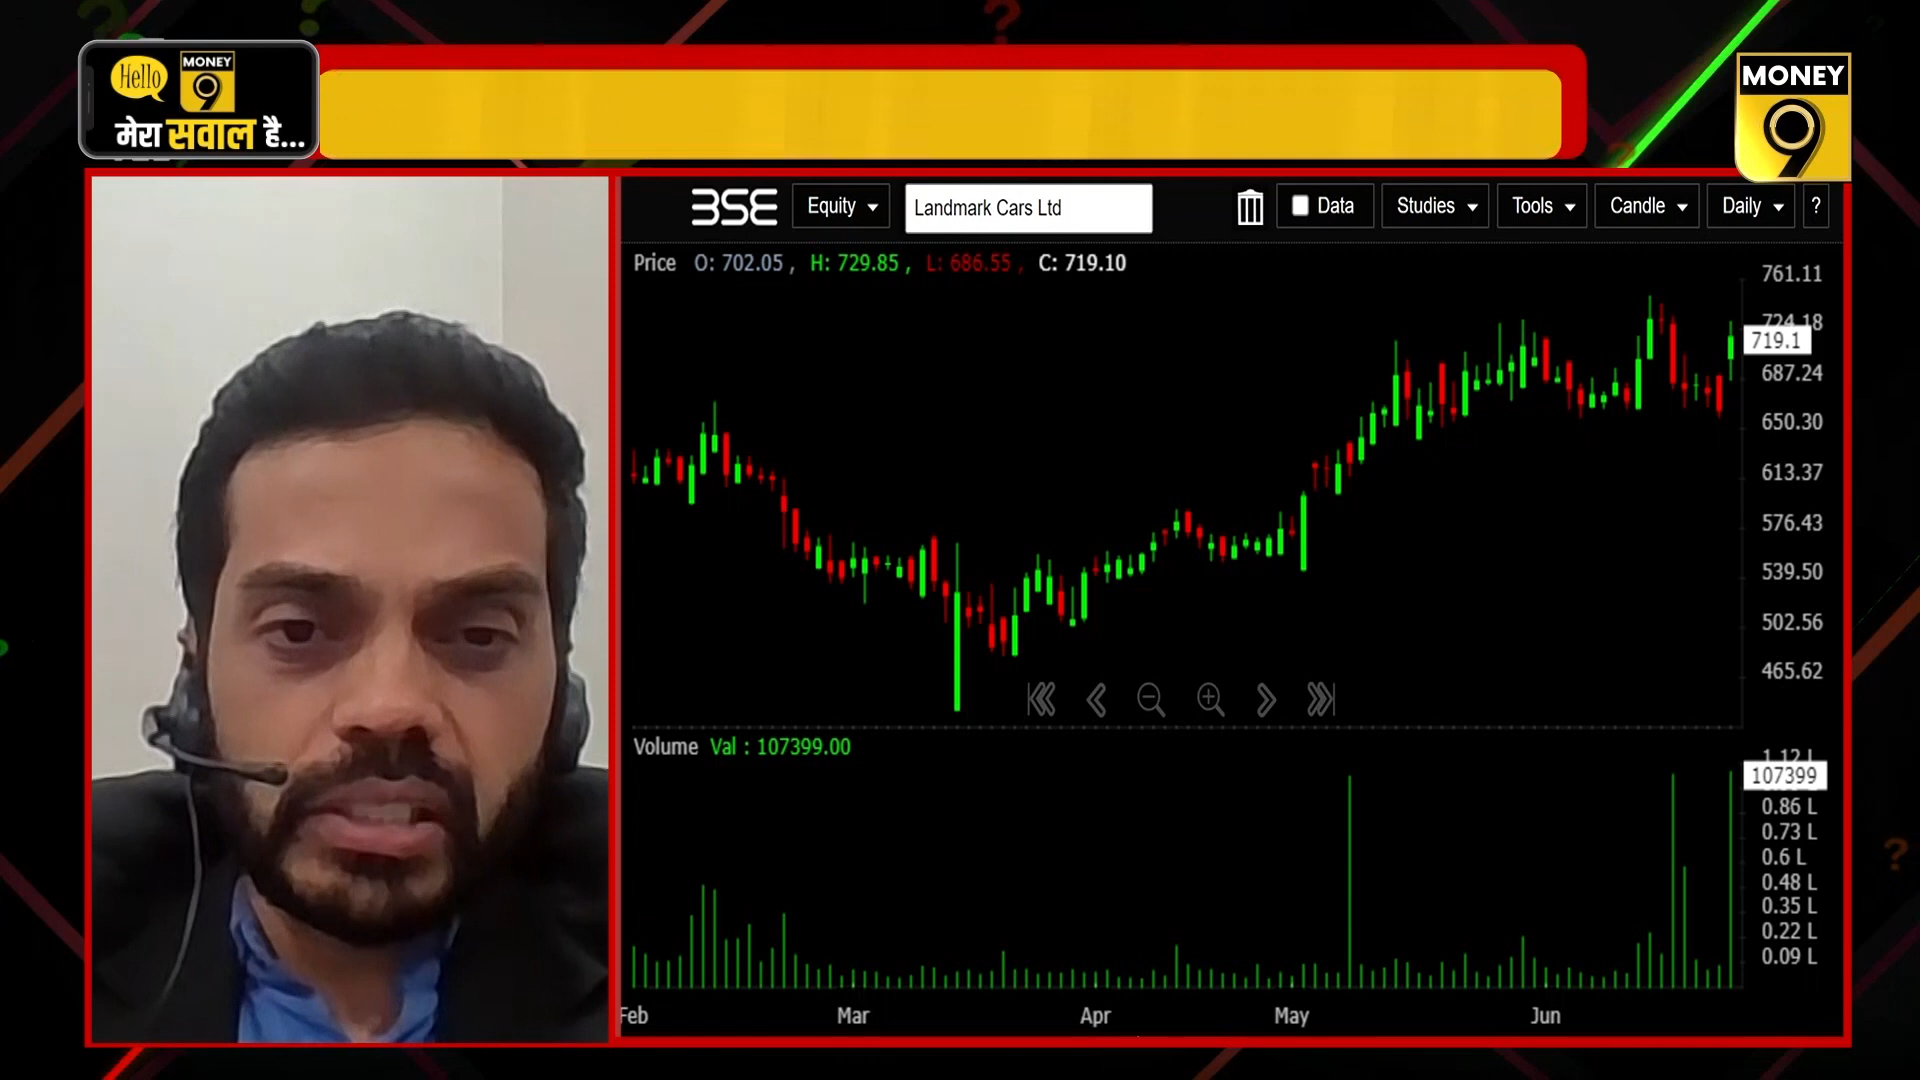 Hello MONEY 9
मेरा सवाल है...
MONEY
9
BSE Equity Landmark Cars Ltd Data Studies Tools Candle Daily ?
Price O: 702.05 , H: 729.85 , L: 686.55 , C: 719.10
761.11
724.18
719.1
687.24
650.30
613.37
576.43
539.50
502.56
465.62
Volume Val : 107399.00
1.12 L
107399
0.86 L
0.73 L
0.6 L
0.48 L
0.35 L
0.22 L
0.09 L
Feb Mar Apr May Jun